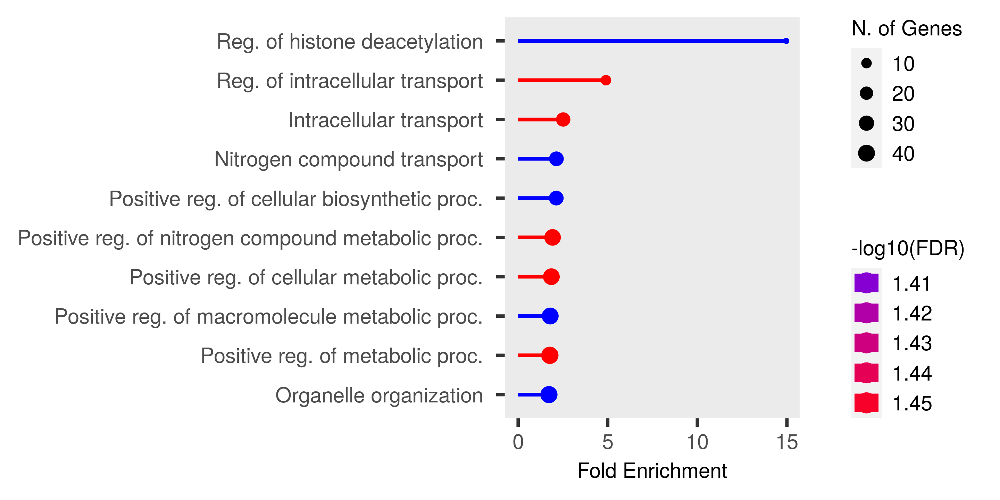 Reg. of histone deacetylation
Reg. of intracellular transport
Intracellular transport
Nitrogen compound transport
Positive reg. of cellular biosynthetic proc.
Positive reg. of nitrogen compound metabolic proc.
Positive reg. of cellular metabolic proc.
Positive reg. of macromolecule metabolic proc.
Positive reg. of metabolic proc.
Organelle organization
0 5 10 15
Fold Enrichment
N. of Genes
10
20
30
40
-log10(FDR)
1.41
1.42
1.43
1.44
1.45